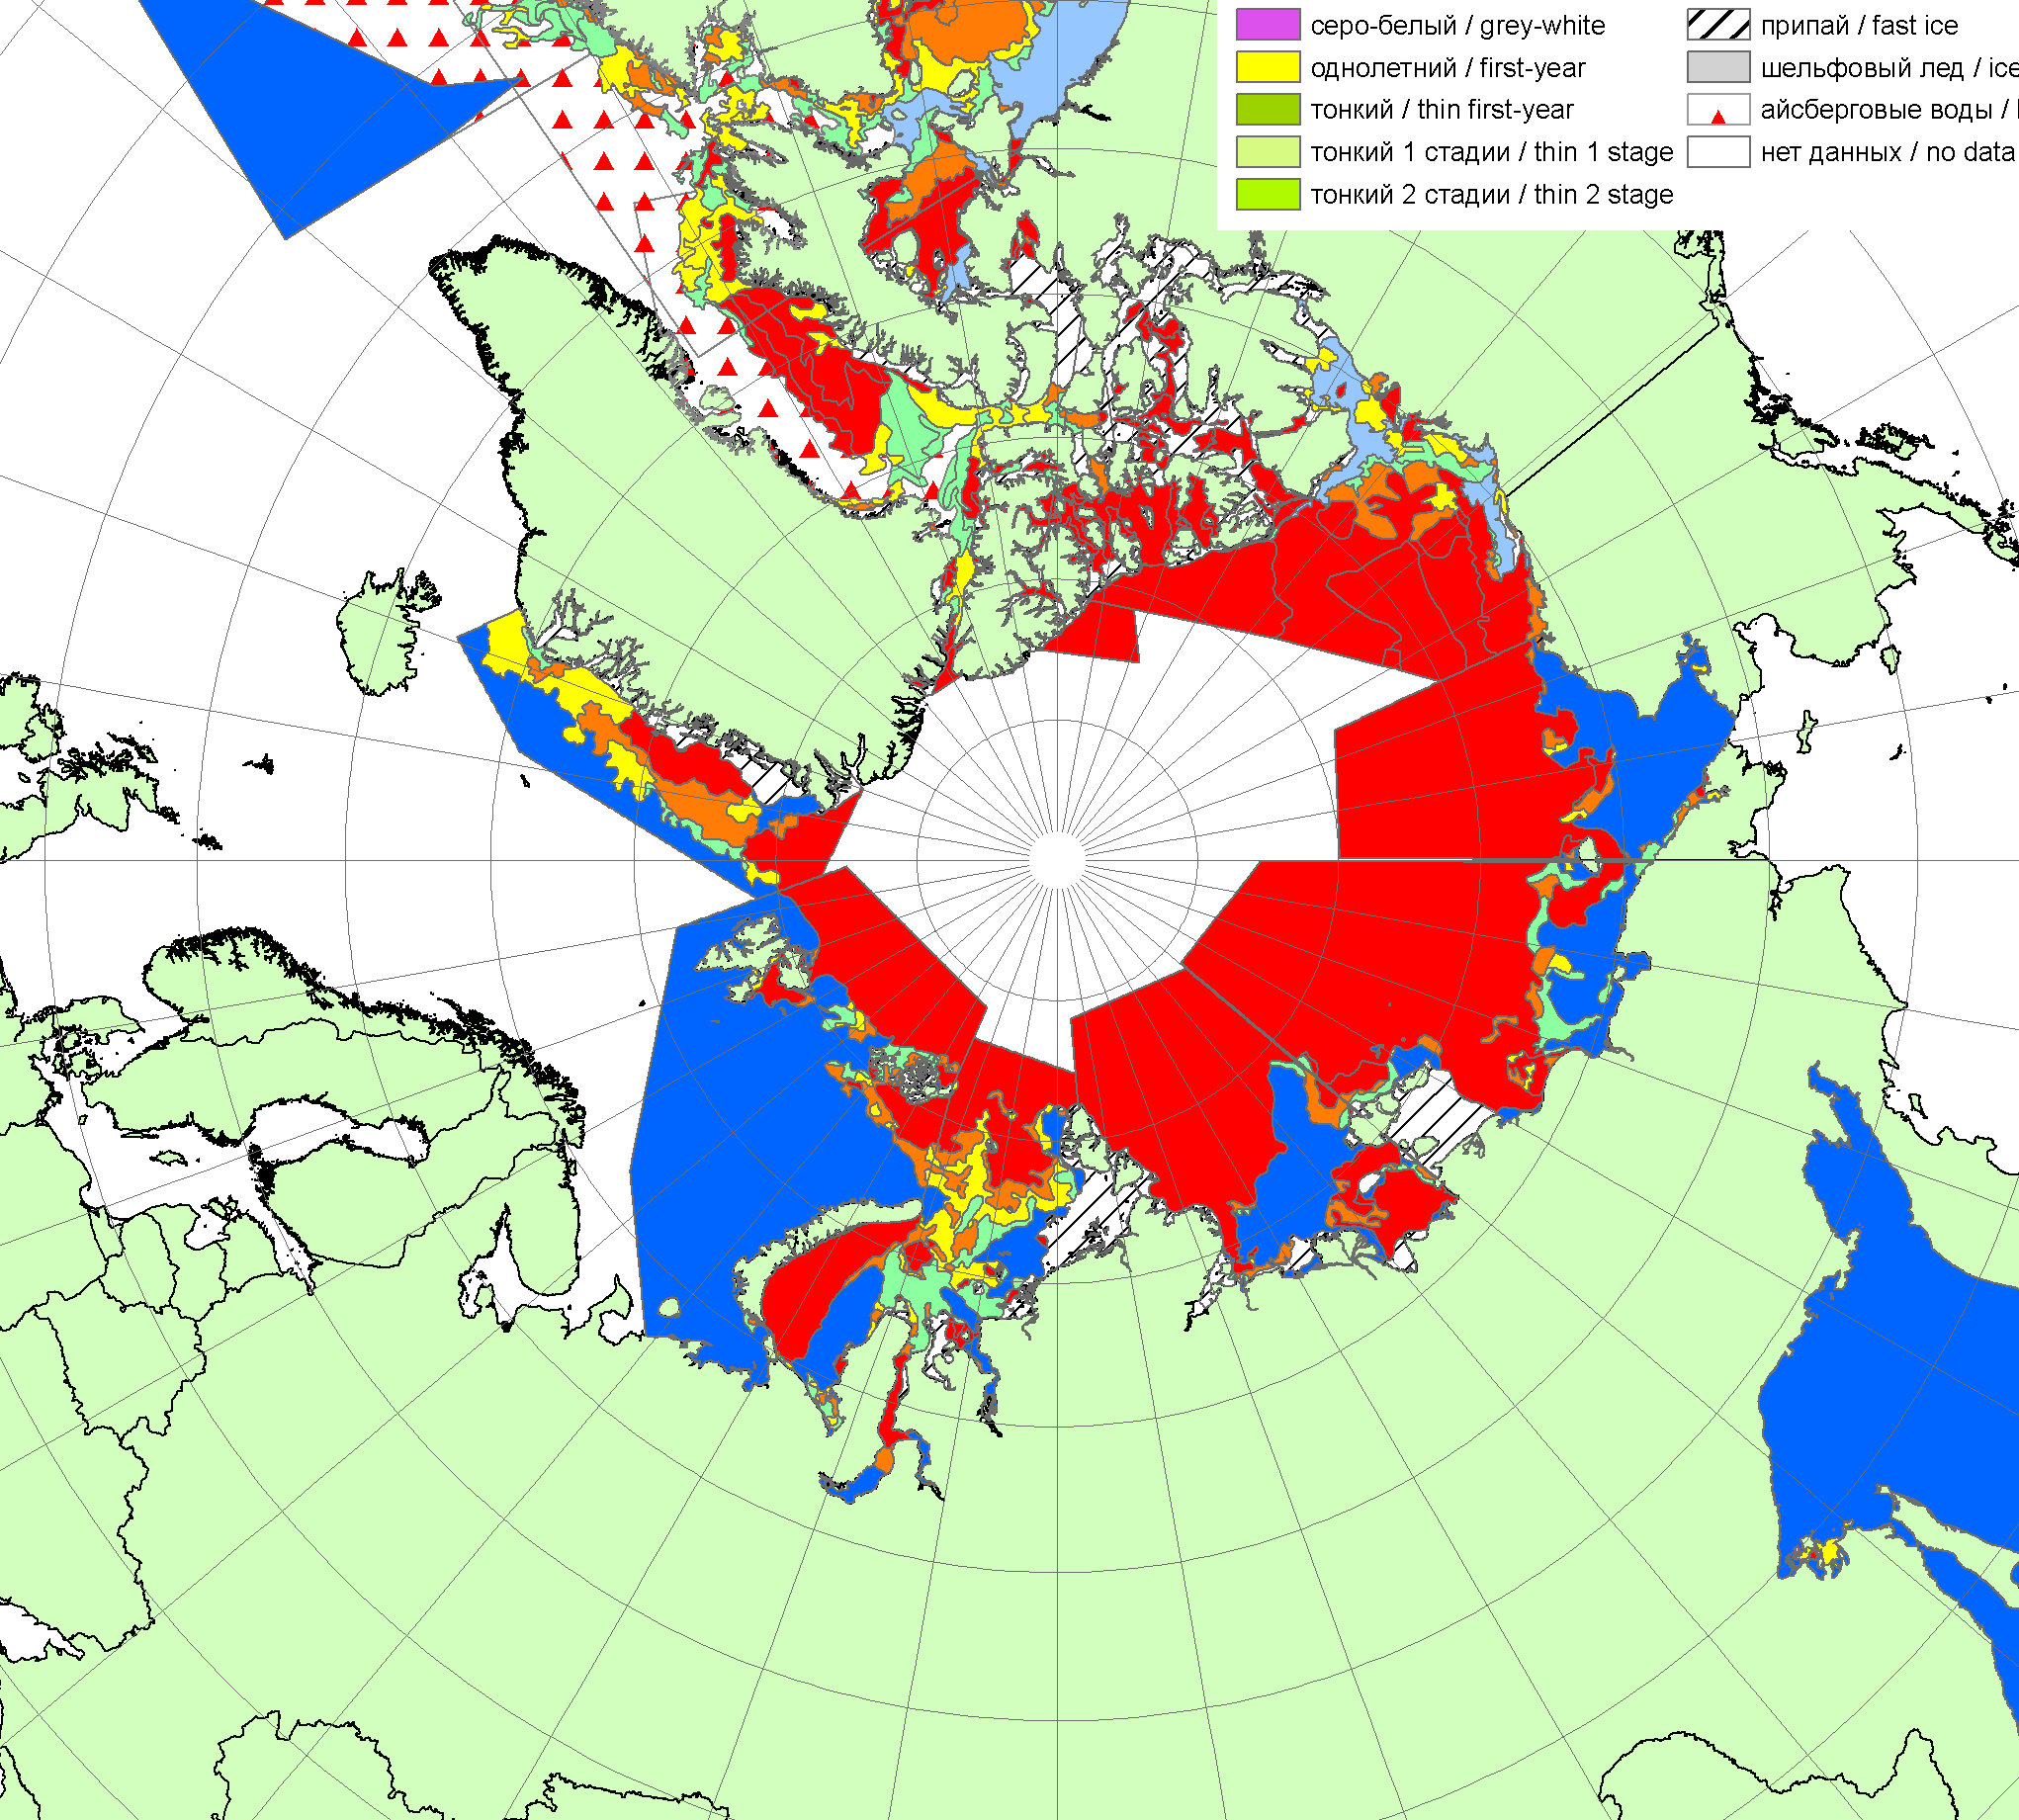 серо-белый / grey-white
однолетний / first-year
тонкий / thin first-year
тонкий 1 стадии / thin 1 stage
тонкий 2 стадии / thin 2 stage
припай / fast ice
шельфовый лед / ice
айсберговые воды /
нет данных / no data